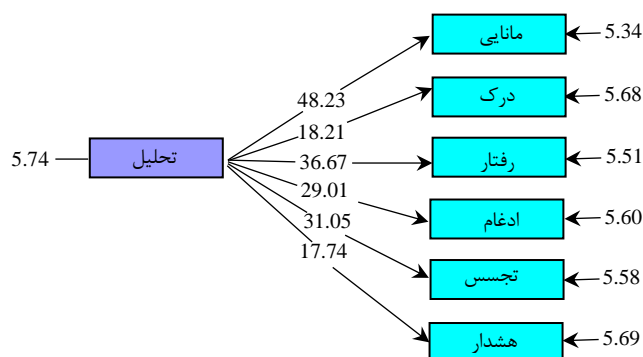 مانایی
5.34
48.23
درک
5.68
18.21
5.74
تحلیل
36.67
رفتار
5.51
29.01
ادغام
5.60
31.05
تجسس
5.58
17.74
هشدار
5.69